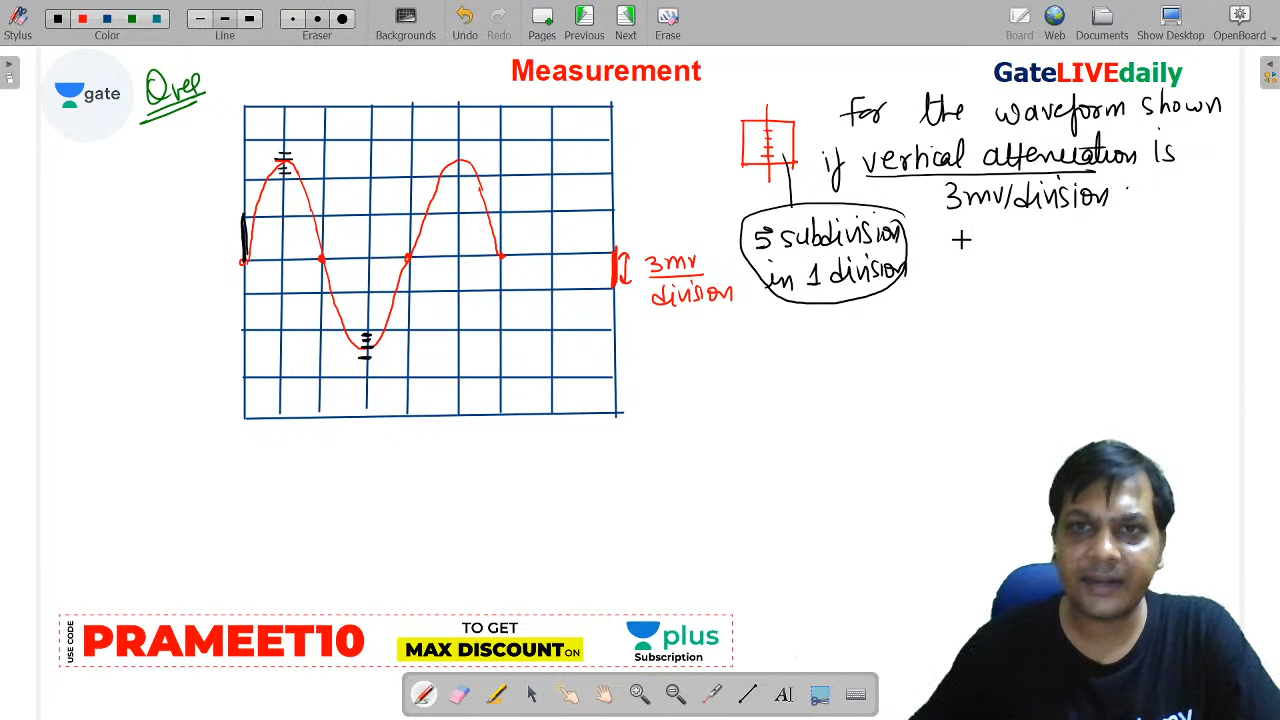 Stylus
Color
Line
Eraser
Backgrounds
Undo
Redo
Pages
Previous
Next
Erase
Board
Web
Documents
Show Desktop
OpenBoard
gate
Ques
Measurement
GateLIVEdaily
for the waveform shown
if vertical attenuation is
3mv/division
5 subdivision
in 1 division
+
3mv
division
USE CODE
PRAMEET10
TO GET
MAX DISCOUNT ON
plus
Subscription